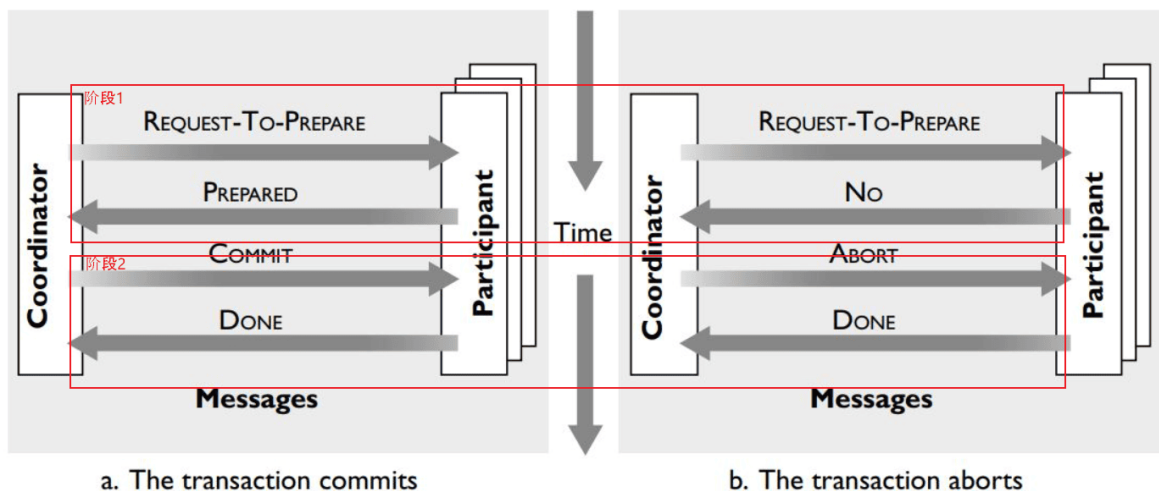 阶段1
Coordinator
REQUEST-TO-PREPARE
PREPARED
Participant
阶段2
COMMIT
DONE
Messages
a. The transaction commits
Time
Coordinator
REQUEST-TO-PREPARE
NO
Participant
ABORT
DONE
Messages
b. The transaction aborts